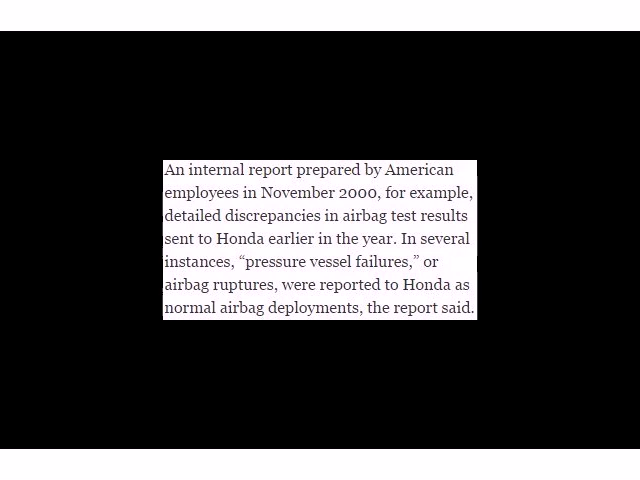 An internal report prepared by American
employees in November 2000, for example,
detailed discrepancies in airbag test results
sent to Honda earlier in the year. In several
instances, “pressure vessel failures,” or
airbag ruptures, were reported to Honda as
normal airbag deployments, the report said.